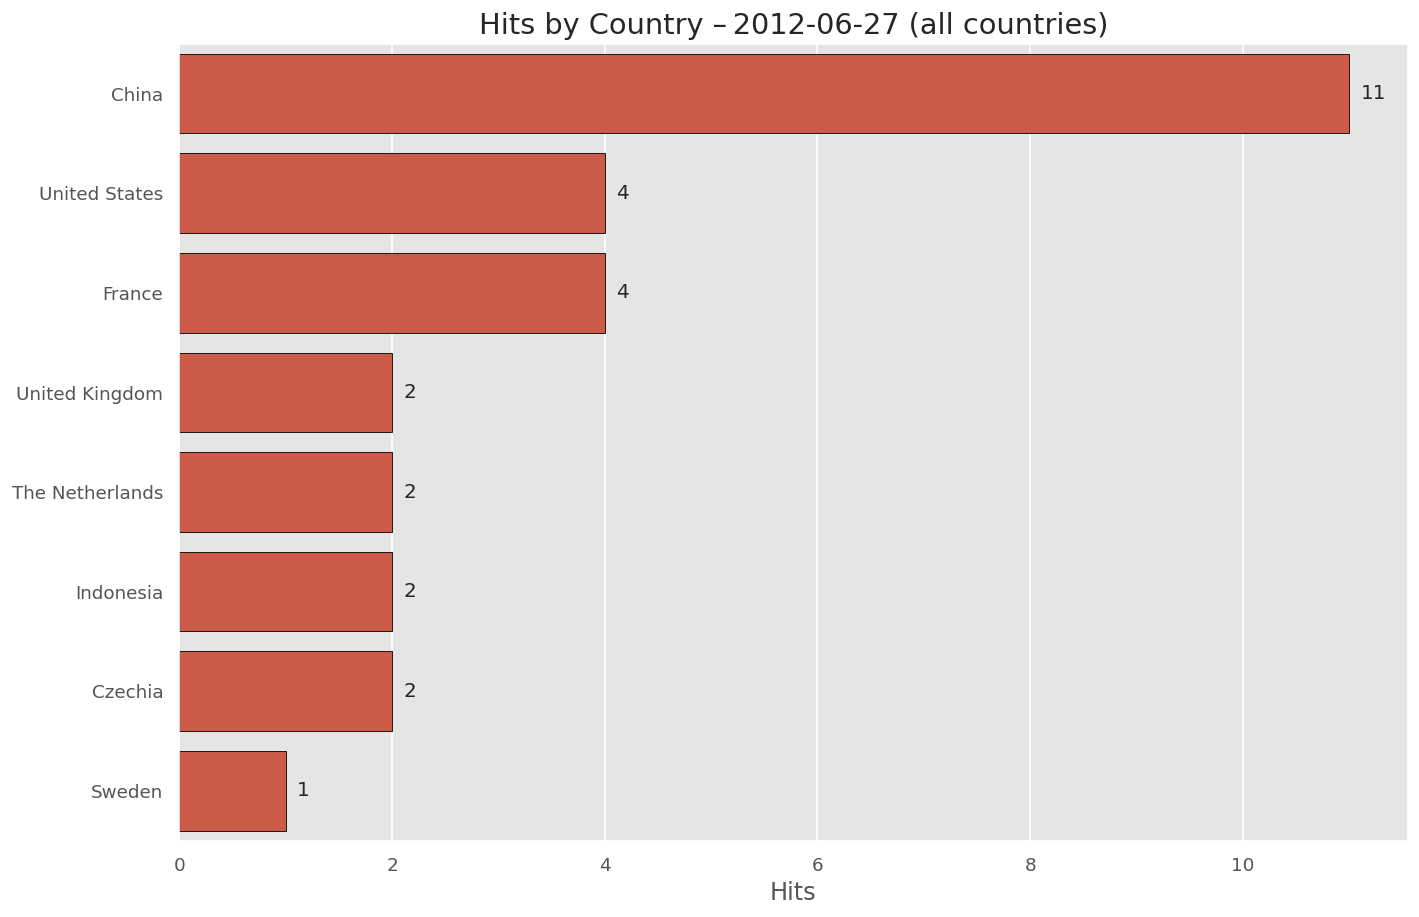 Hits by Country – 2012-06-27 (all countries)
China 11
United States 4
France 4
United Kingdom 2
The Netherlands 2
Indonesia 2
Czechia 2
Sweden 1
0 2 4 6 8 10
Hits